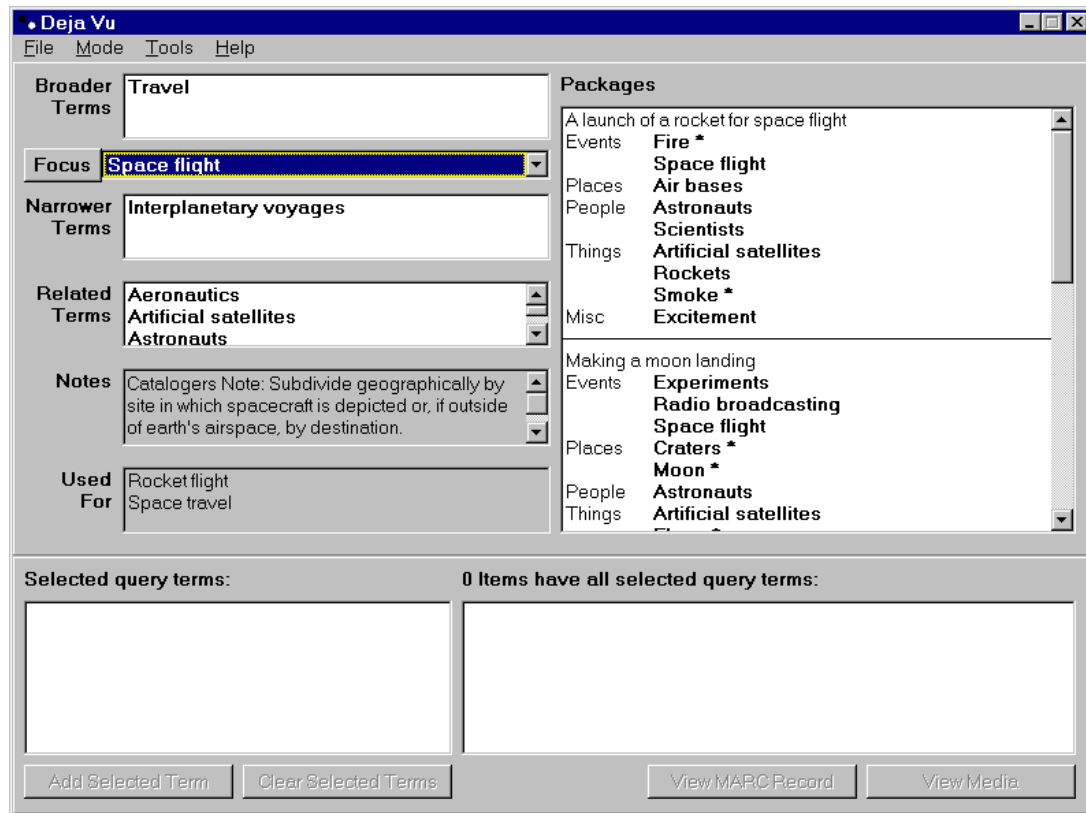 Deja Vu
File Mode Tools Help
Broader Terms
Travel
Focus
Space flight
Narrower Terms
Interplanetary voyages
Related Terms
Aeronautics
Artificial satellites
Astronauts
Notes
Catalogers Note: Subdivide geographically by
site in which spacecraft is depicted or, if outside
of earth's airspace, by destination.
Used For
Rocket flight
Space travel
Packages
A launch of a rocket for space flight
Events Fire *
Space flight
Places Air bases
People Astronauts
Scientists
Things Artificial satellites
Rockets
Smoke *
Misc Excitement
Making a moon landing
Events Experiments
Radio broadcasting
Space flight
Places Craters *
Moon *
People Astronauts
Things Artificial satellites
Selected query terms:
0 Items have all selected query terms:
Add Selected Term
Clear Selected Terms
View MARC Record
View Media